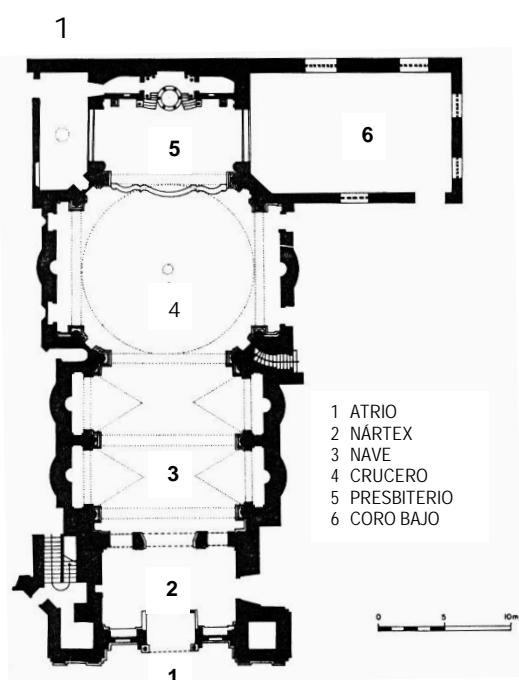 1
5
6
4
1 ATRIO
2 NÁRTEX
3 NAVE
4 CRUCERO
5 PRESBITERIO
6 CORO BAJO
3
2
0 5 10m
1